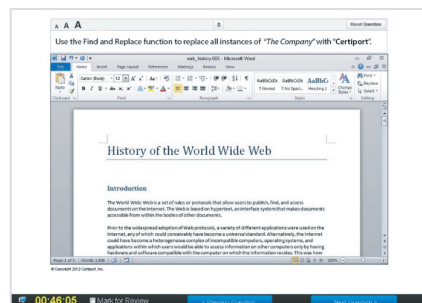 A A A
Reset Question
Use the Find and Replace function to replace all instances of "The Company" with "Certiport".
web_history-005 - Microsoft Word
File Home Insert Page Layout References Mailings Review View
Calibri (Body) 12
Paste
Clipboard Font Paragraph Styles Editing
AaBbCcDc AaBbCcDc AaBbC
¶ Normal ¶ No Spaci... Heading 1
Change
Styles
Find
Replace
Select
History of the World Wide Web
Introduction
The World Wide Web is a set of rules or protocols that allow users to publish, find, and access
documents on the Internet. The Web is based on hypertext, an interface system that makes documents
accessible from within the bodies of other documents.
Prior to the widespread adoption of Web protocols, a variety of different applications were used on the
Internet, any of which could conceivably have become a universal standard. Alternatively, the Internet
could have become a heterogeneous complex of incompatible computers, operating systems, and
applications within which users would be able to access information on other computers only by having
hardware and software compatible with the computer on which the information resides. This was how
Page: 1 of 5 Words: 1,998
100%
© Copyright 2012 Certiport, Inc.
00:46:05 Mark for Review < Previous Question Next Question >